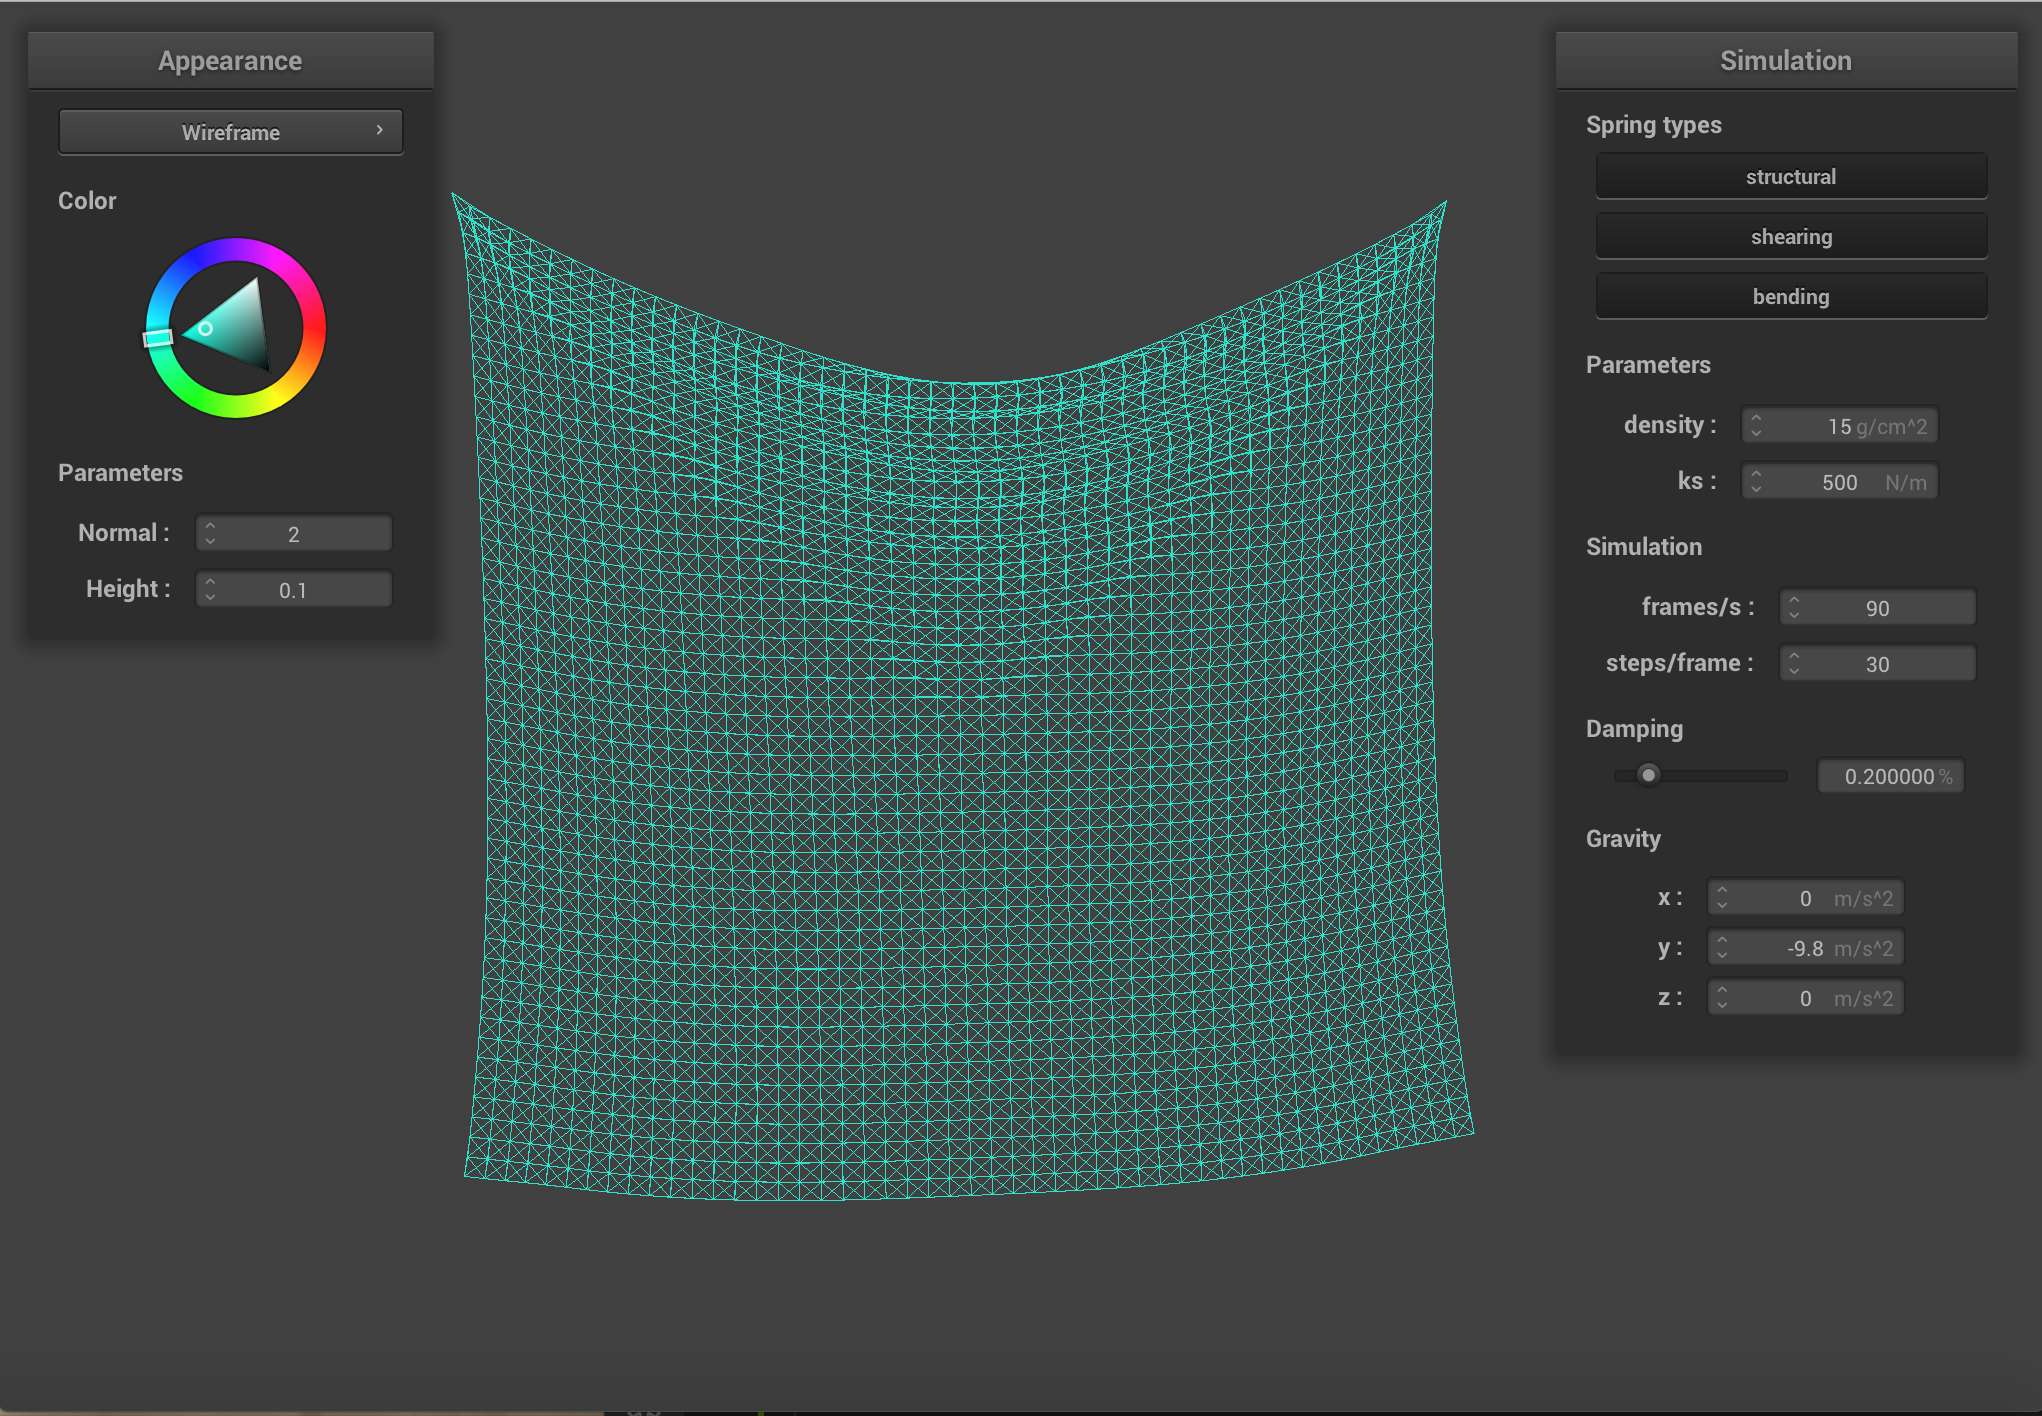 Appearance
Wireframe
Color
Parameters
Normal : 2
Height : 0.1
Simulation
Spring types
structural
shearing
bending
Parameters
density : 15 g/cm^2
ks : 500 N/m
Simulation
frames/s : 90
steps/frame : 30
Damping
0.200000 %
Gravity
x : 0 m/s^2
y : -9.8 m/s^2
z : 0 m/s^2